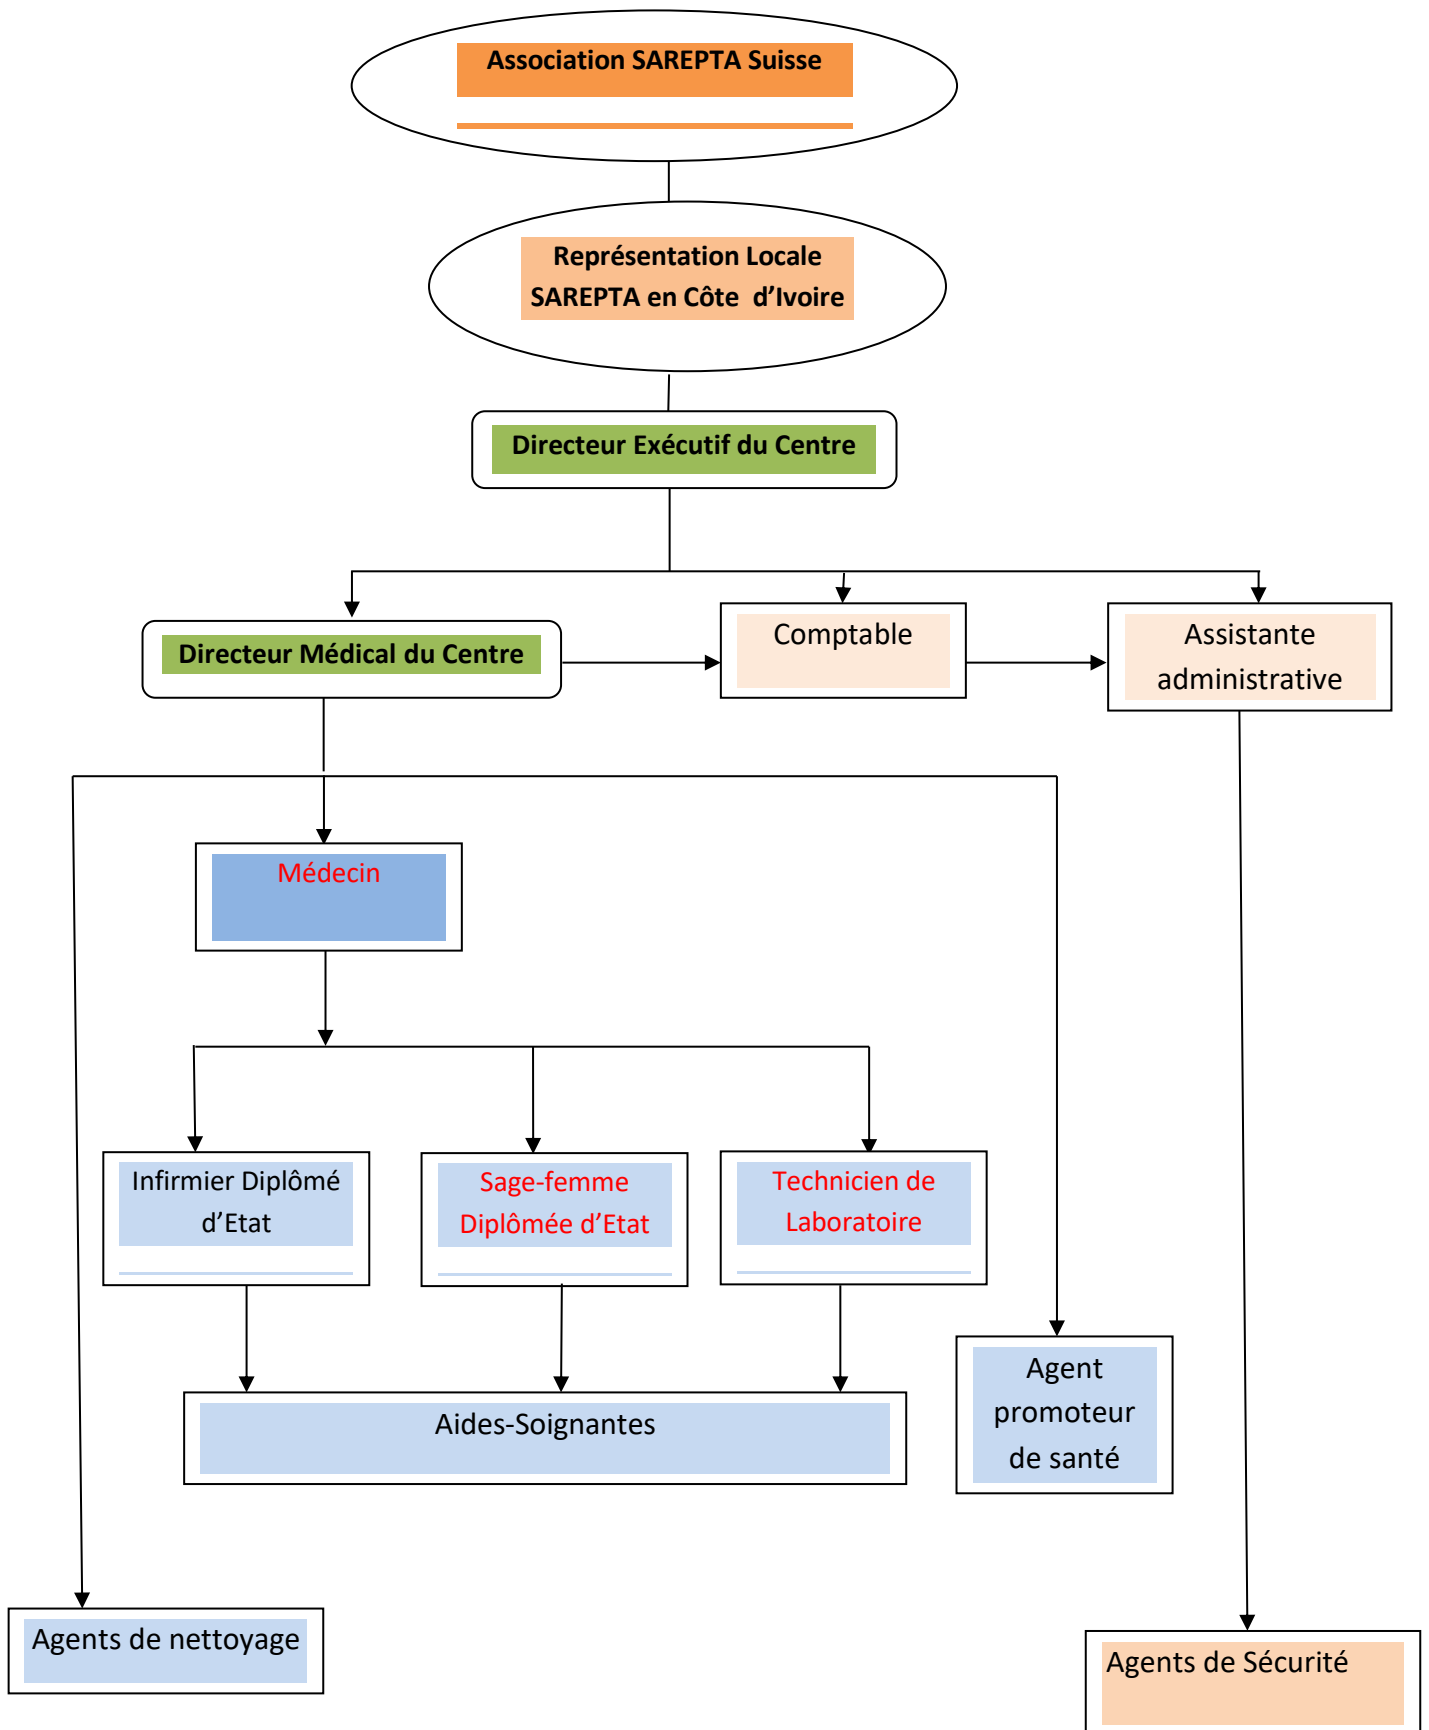 Association SAREPTA Suisse
Représentation Locale
SAREPTA en Côte d’Ivoire
Directeur Exécutif du Centre
Directeur Médical du Centre
Comptable
Assistante
administrative
Médecin
Infirmier Diplômé
d’Etat
Sage-femme
Diplômée d’Etat
Technicien de
Laboratoire
Aides-Soignantes
Agent
promoteur
de santé
Agents de nettoyage
Agents de Sécurité